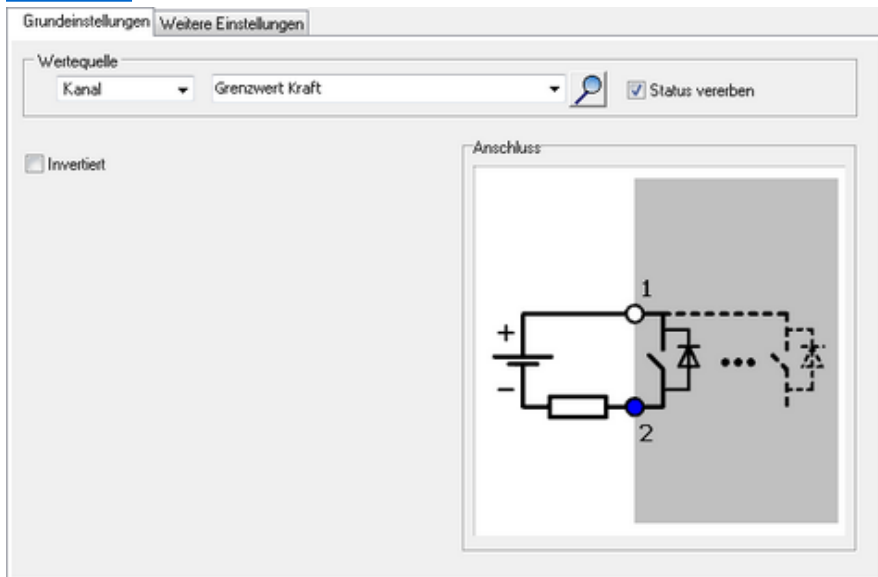 Grundeinstellungen Weitere Einstellungen
Wertequelle
Kanal Grenzwert Kraft Status vererben
Invertiert
Anschluss
1
+
−
2